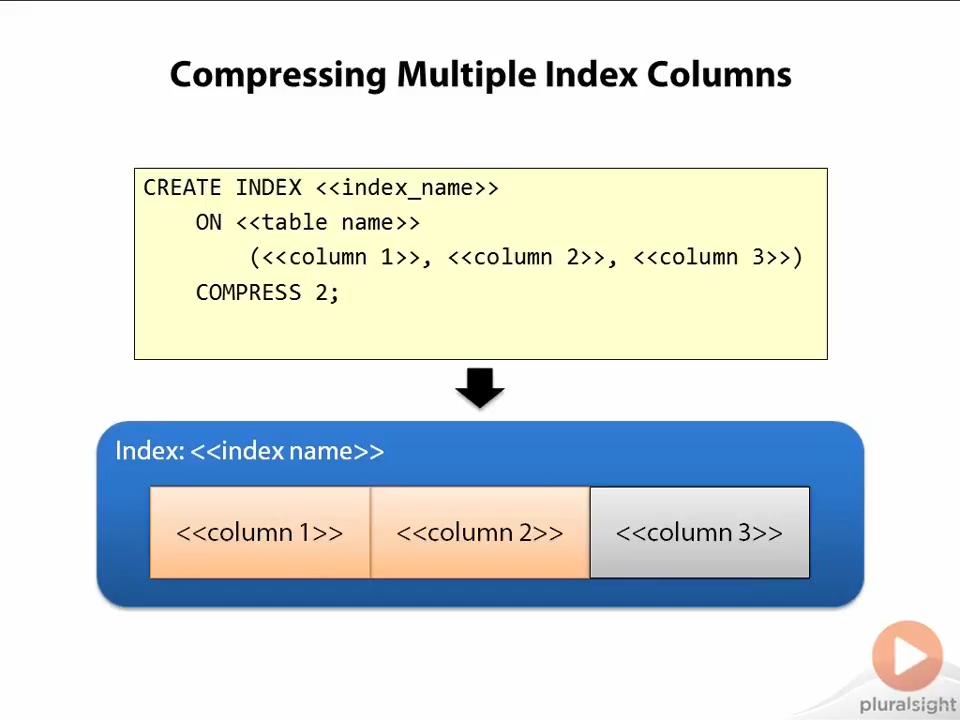 Compressing Multiple Index Columns
CREATE INDEX <<index_name>>
ON <<table name>>
(<<column 1>>, <<column 2>>, <<column 3>>)
COMPRESS 2;
Index: <<index name>>
<<column 1>> <<column 2>> <<column 3>>
pluralsight